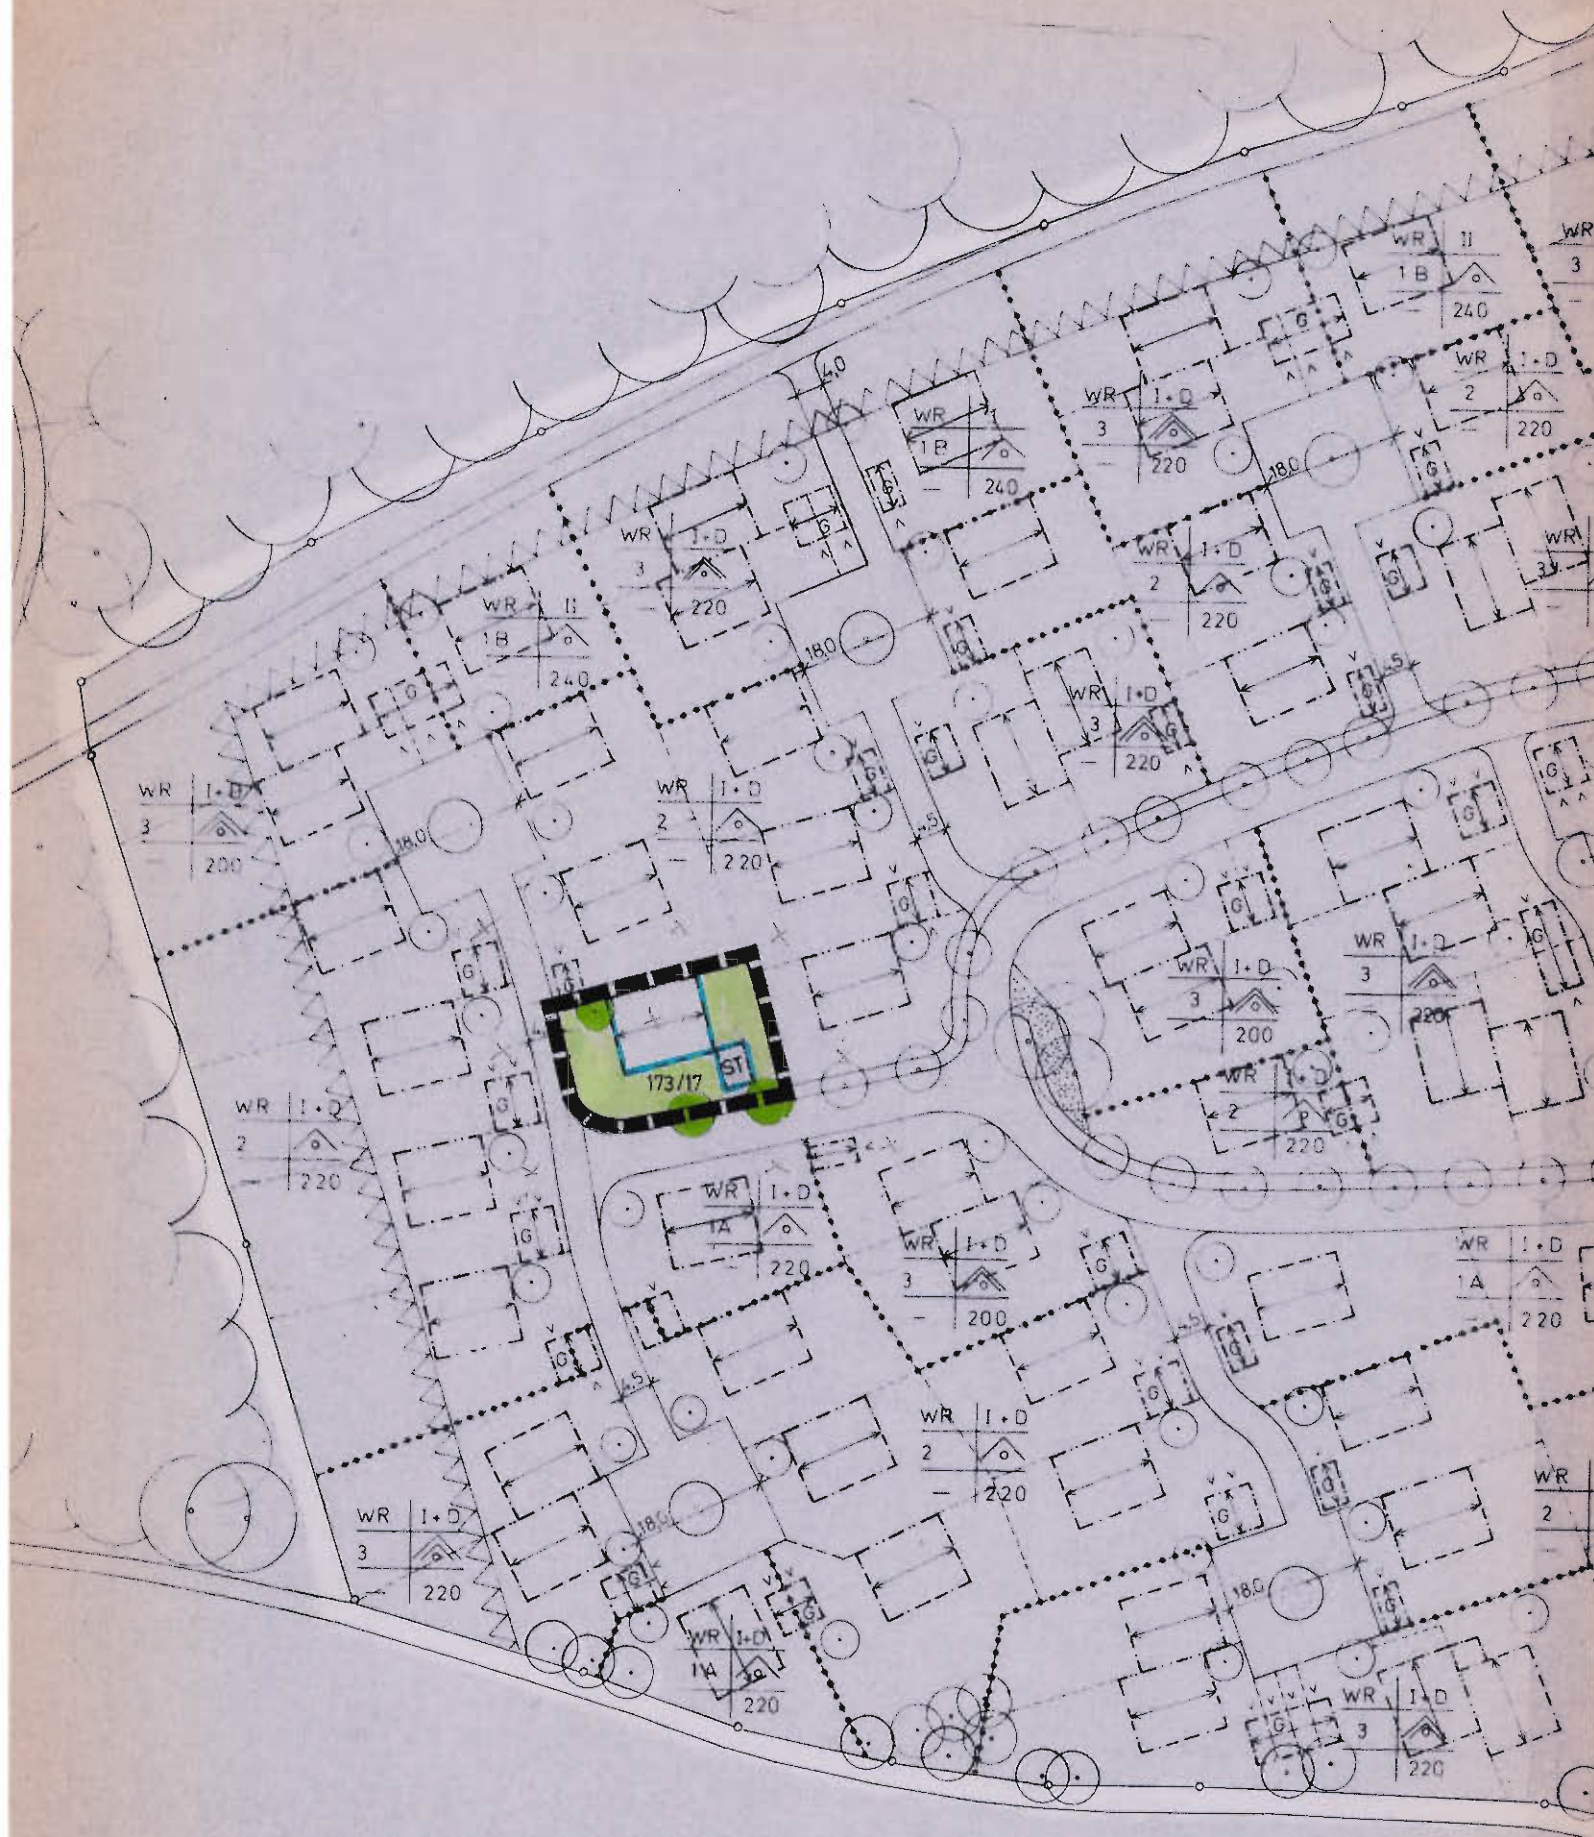 4,0
WR II
1B
— 240
WR
3
—
WR I+D
2
— 220
WR I
1B
— 240
WR I+D
3
— 220
G
G
G
G
18,0
WR I+D
3
— 220
WR I+D
2
— 220
WR
3
—
G
G
G
WR II
1B
— 240
18,0
G
G
4,5
WR I+D
3
— 220
G
G
G
G
G
G
WR I+D
3
— 200
WR I+D
2
— 220
18,0
4,5
G
G
G
WR I+D
3
— 220
WR I+D
3
— 200
G
G
G
173/17
ST
WR I+D
2
— 220
WR I+D
2
220
G
G
G
WR I+D
1A
— 220
WR I+D
3
— 200
WR I+D
1A
— 220
G
G
4,5
G
4,5
G
WR I+D
2
— 220
WR
2
—
G
G
WR I+D
3
— 220
18,0
G
G
18,0
G
WR I+D
1A
220
WR I+D
3
— 220
G